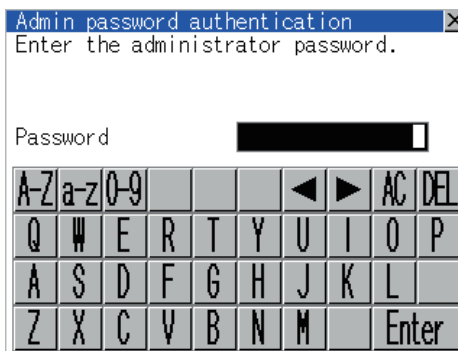 Admin password authentication ×
Enter the administrator password.
Password
A-Z a-z 0-9 ◀ ▶ AC DEL
Q W E R T Y U I O P
A S D F G H J K L
Z X C V B N M Enter